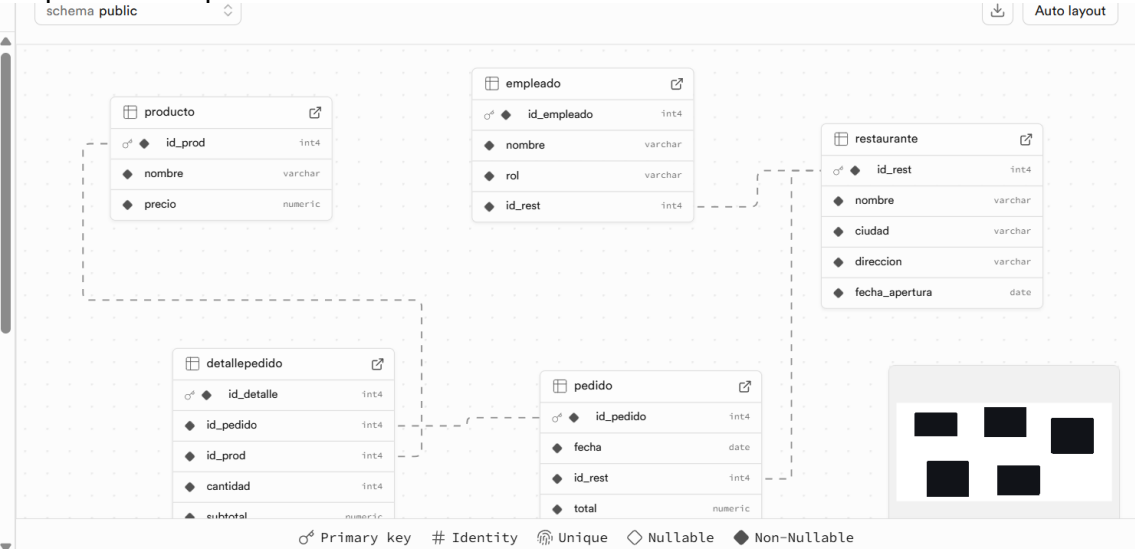 schema public
Auto layout
producto
id_prod int4
nombre varchar
precio numeric
empleado
id_empleado int4
nombre varchar
rol varchar
id_rest int4
restaurante
id_rest int4
nombre varchar
ciudad varchar
direccion varchar
fecha_apertura date
detallepedido
id_detalle int4
id_pedido int4
id_prod int4
cantidad int4
subtotal numeric
pedido
id_pedido int4
fecha date
id_rest int4
total numeric
Primary key # Identity Unique Nullable Non-Nullable